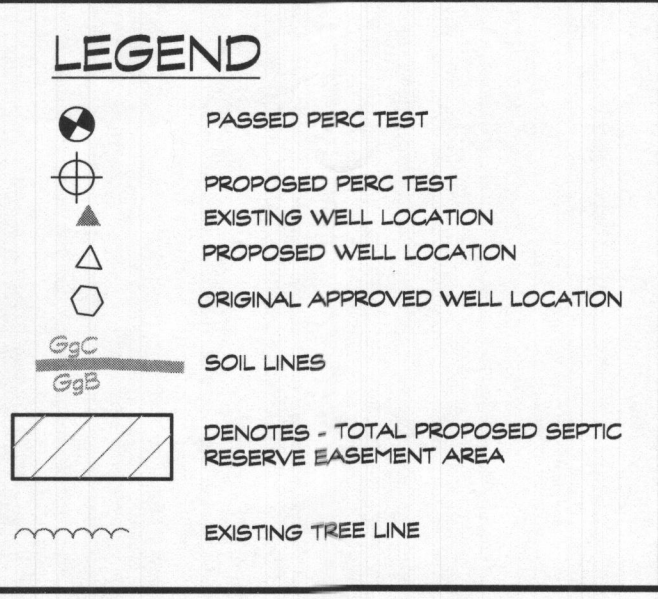 LEGEND
PASSED PERC TEST
PROPOSED PERC TEST
EXISTING WELL LOCATION
PROPOSED WELL LOCATION
ORIGINAL APPROVED WELL LOCATION
GgC
SOIL LINES
GgB
DENOTES - TOTAL PROPOSED SEPTIC
RESERVE EASEMENT AREA
EXISTING TREE LINE